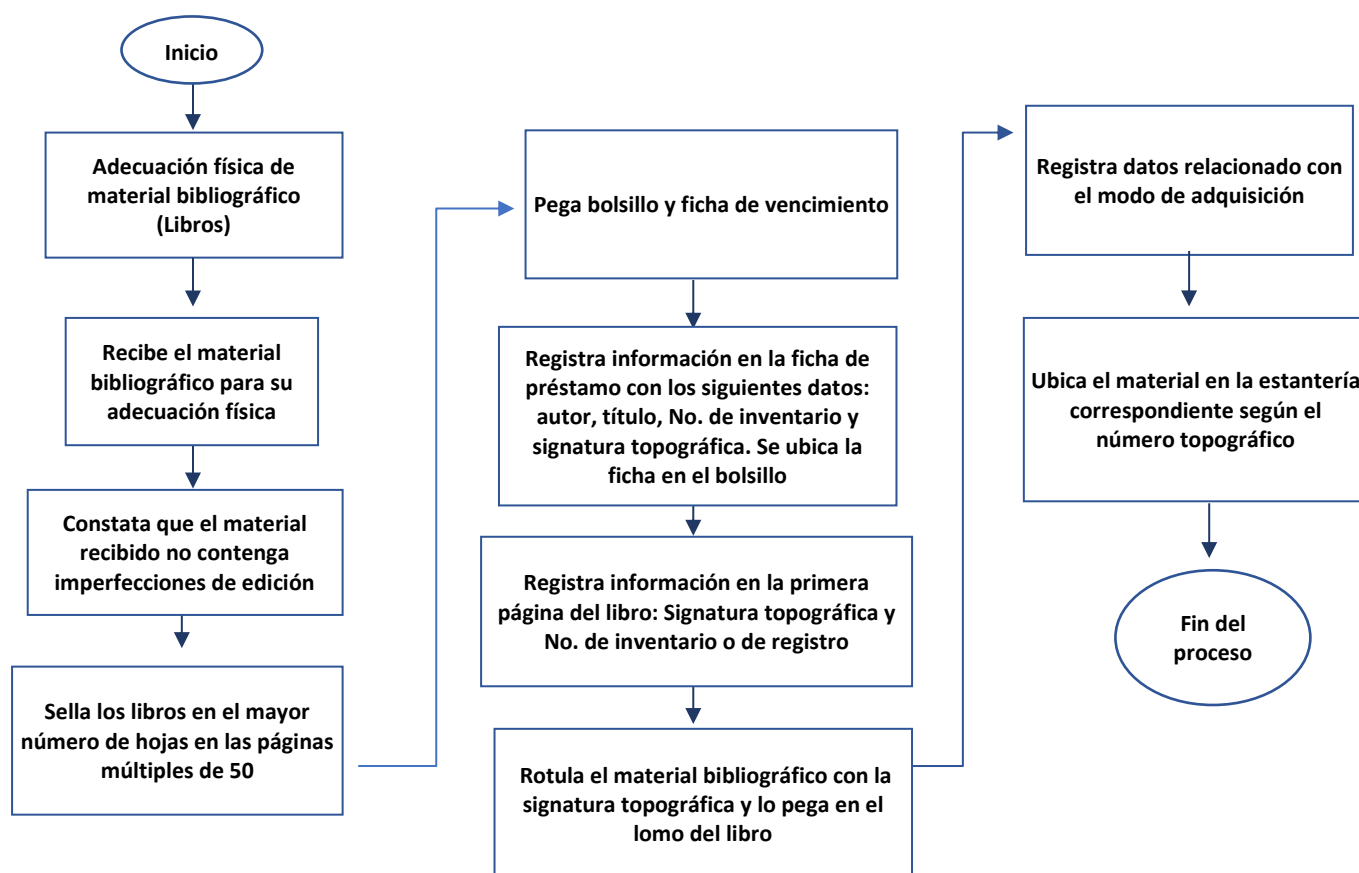 Inicio
Adecuación física de
material bibliográfico
(Libros)
Recibe el material
bibliográfico para su
adecuación física
Constata que el material
recibido no contenga
imperfecciones de edición
Sella los libros en el mayor
número de hojas en las páginas
múltiples de 50
Pega bolsillo y ficha de vencimiento
Registra información en la ficha de
préstamo con los siguientes datos:
autor, título, No. de inventario y
signatura topográfica. Se ubica la
ficha en el bolsillo
Registra información en la primera
página del libro: Signatura topográfica y
No. de inventario o de registro
Rotula el material bibliográfico con la
signatura topográfica y lo pega en el
lomo del libro
Registra datos relacionado con
el modo de adquisición
Ubica el material en la estantería
correspondiente según el
número topográfico
Fin del
proceso